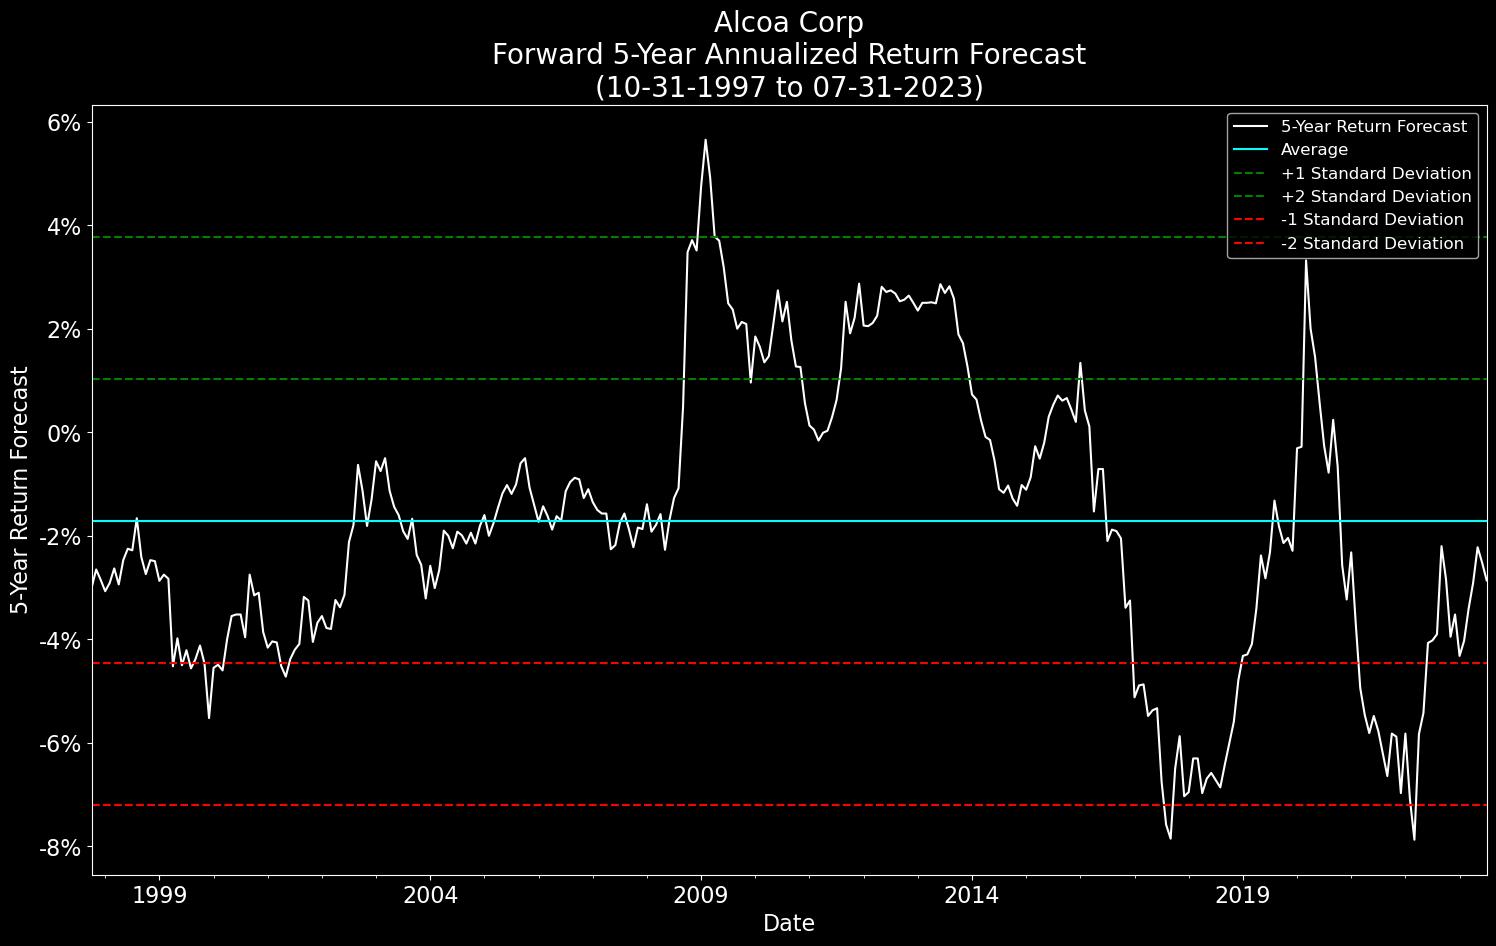 Alcoa Corp
Forward 5-Year Annualized Return Forecast
(10-31-1997 to 07-31-2023)
5-Year Return Forecast
Average
+1 Standard Deviation
+2 Standard Deviation
-1 Standard Deviation
-2 Standard Deviation
6%
4%
2%
0%
-2%
-4%
-6%
-8%
5-Year Return Forecast
1999
2004
2009
2014
2019
Date